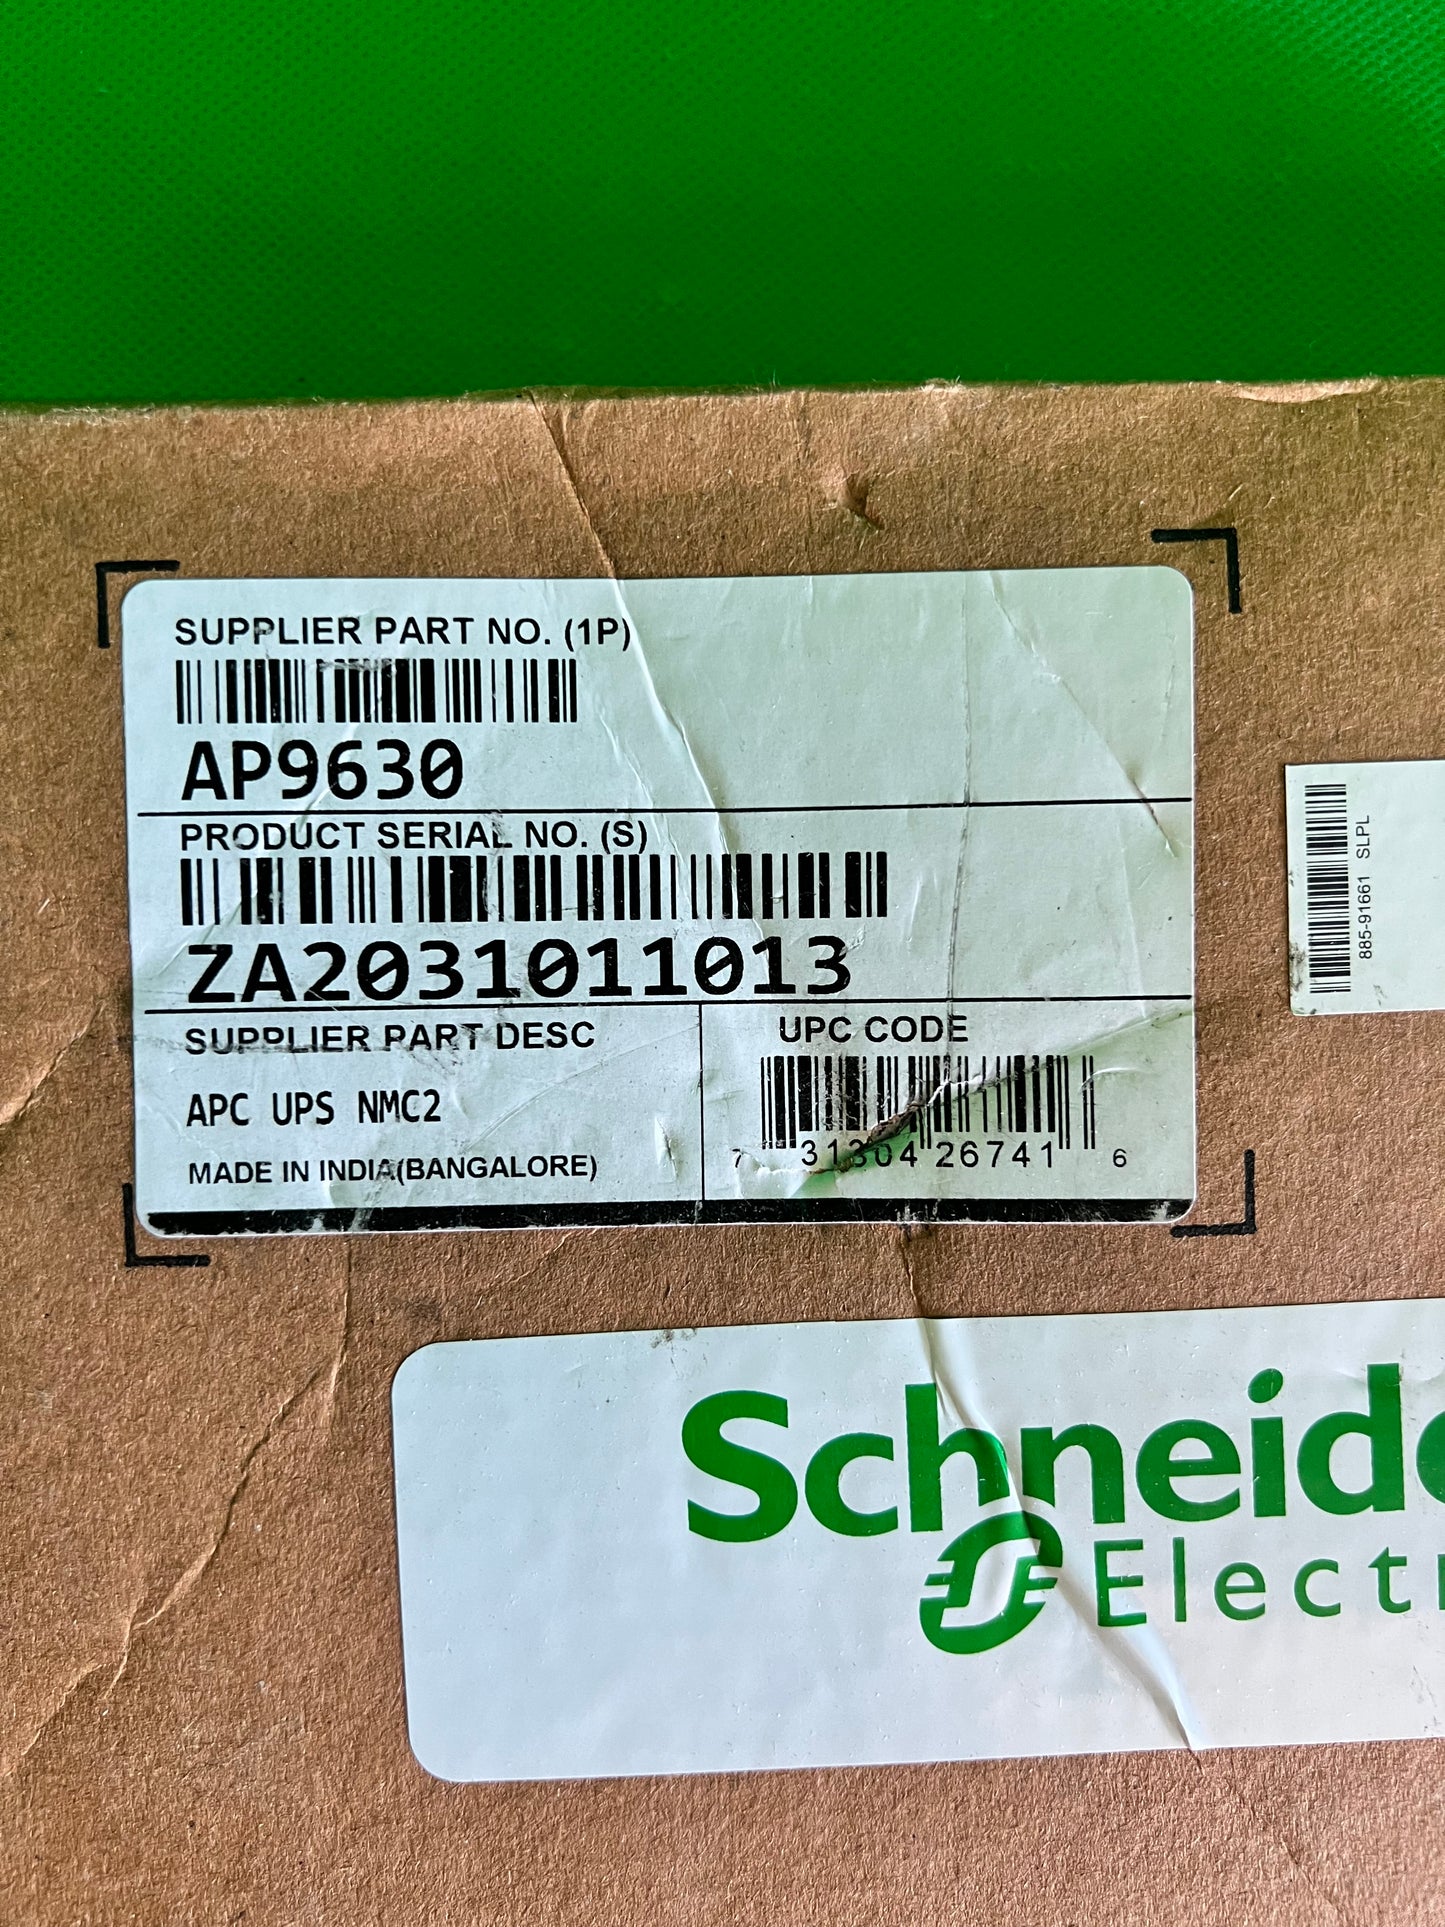 SUPPLIER PART NO. (1P)
AP9630
PRODUCT SERIAL NO. (S)
ZA2031011013
SUPPLIER PART DESC
APC UPS NMC2
MADE IN INDIA(BANGALORE)
UPC CODE
7 31304 26741 6
885-91661 SLPL
Schneide
Electr